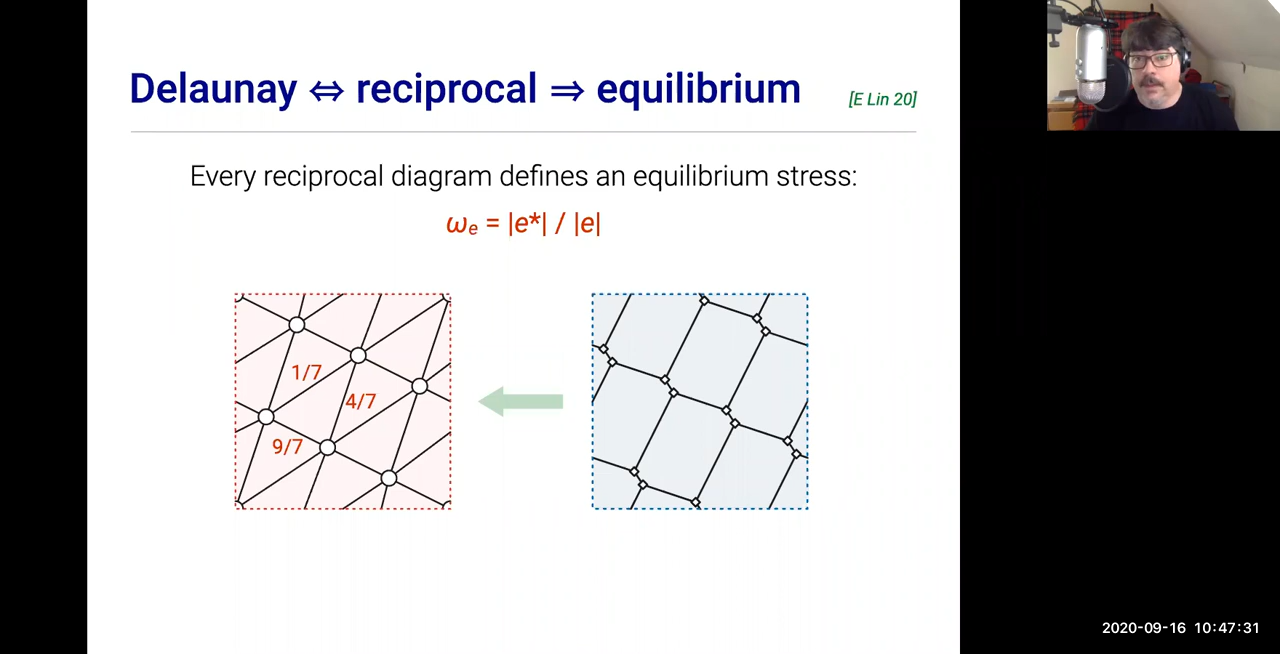 Delaunay ⇔ reciprocal ⇒ equilibrium
[E Lin 20]
Every reciprocal diagram defines an equilibrium stress:
ωₑ = |e*| / |e|
1/7
4/7
9/7
2020-09-16 10:47:31